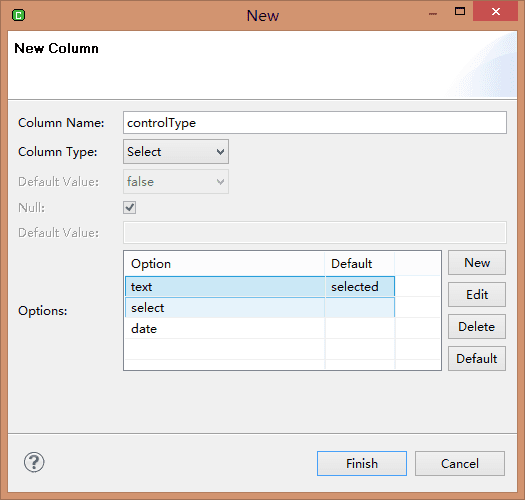 New
New Column
Column Name: controlType
Column Type: Select
Default Value: false
Null:
Default Value:
Options:
Option Default
text selected
select
date
New
Edit
Delete
Default
Finish Cancel